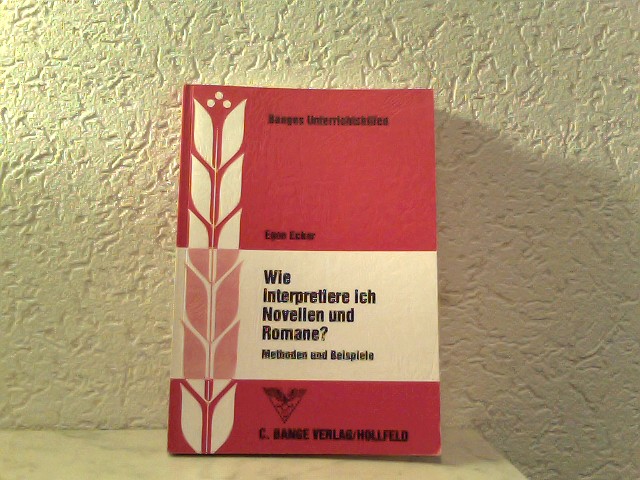 Banges Unterrichtshilfen
Egon Ecker
Wie
interpretiere ich
Novellen und
Romane?
Methoden und Beispiele
C. BANGE VERLAG/HOLLFELD